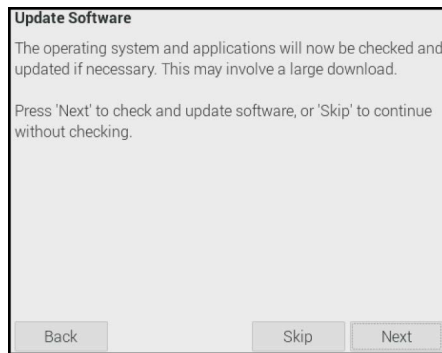 Update Software
The operating system and applications will now be checked and
updated if necessary. This may involve a large download.
Press 'Next' to check and update software, or 'Skip' to continue
without checking.
Back Skip Next